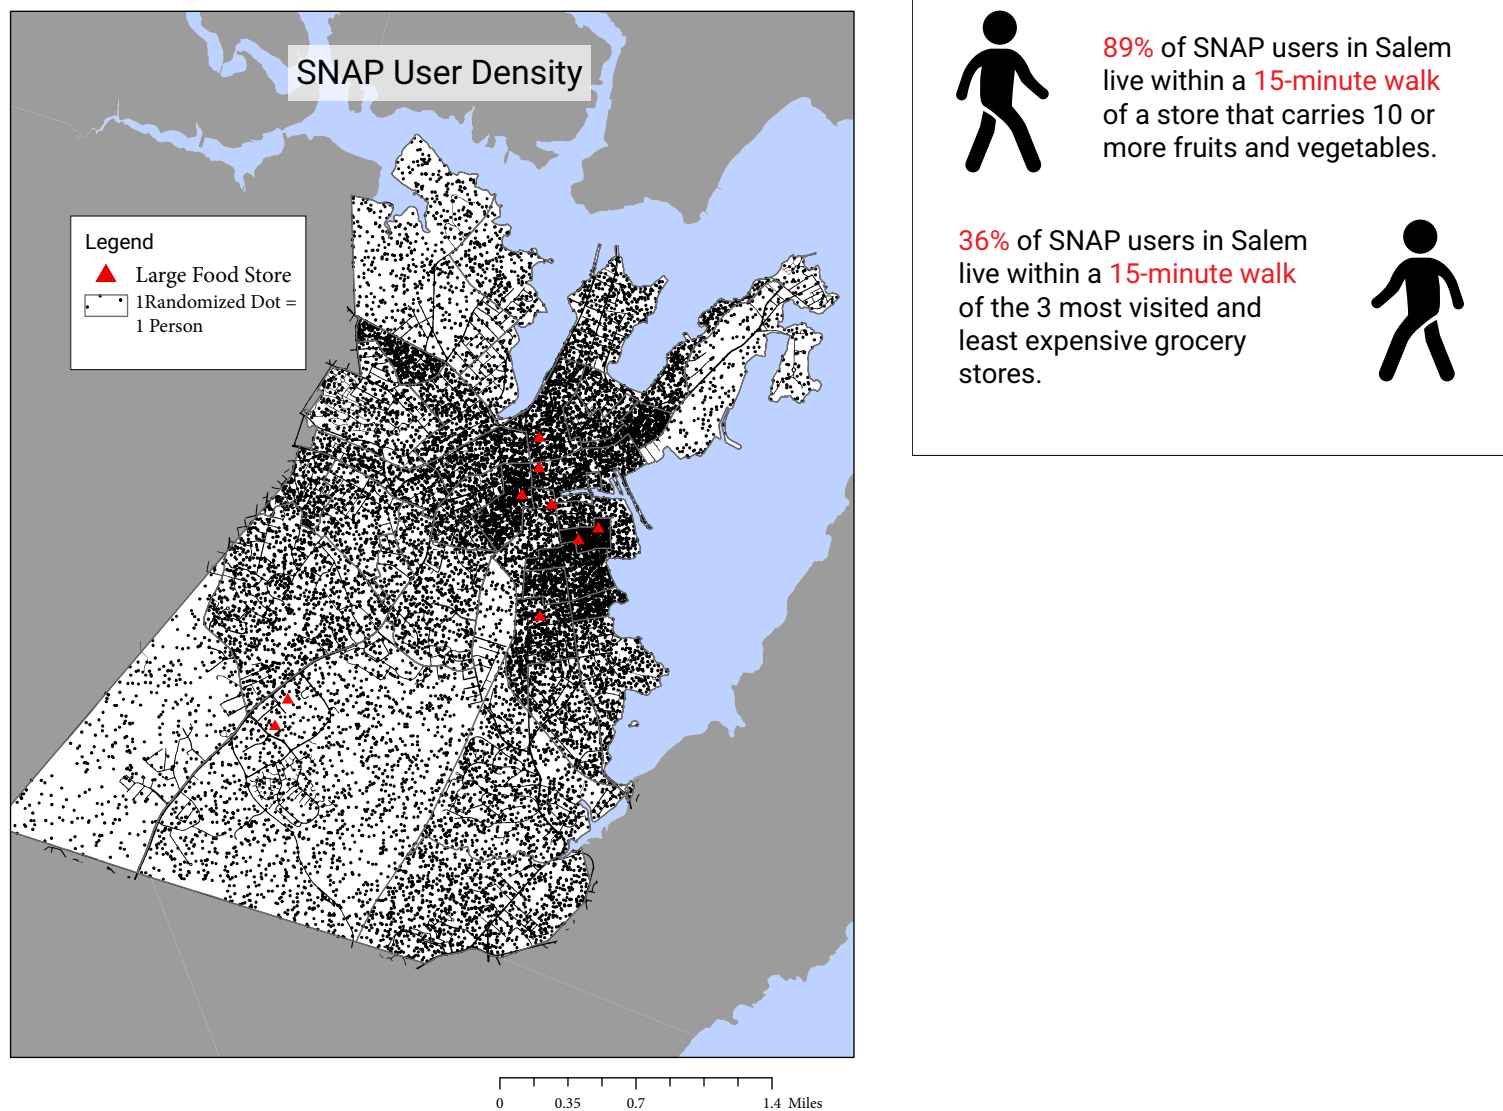 SNAP User Density
Legend
Large Food Store
1Randomized Dot =
1 Person
0
0.35
0.7
1.4 Miles
89% of SNAP users in Salem
live within a 15-minute walk
of a store that carries 10 or
more fruits and vegetables.
36% of SNAP users in Salem
live within a 15-minute walk
of the 3 most visited and
least expensive grocery
stores.